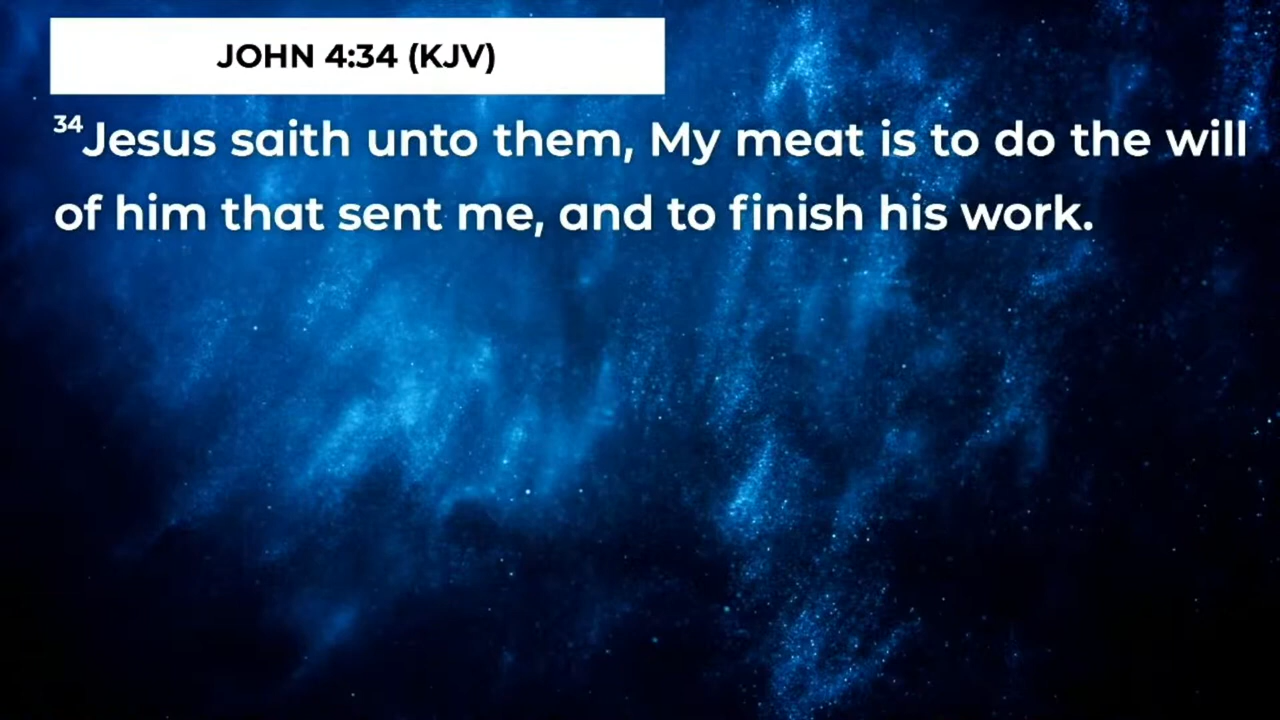 JOHN 4:34 (KJV)
34Jesus saith unto them, My meat is to do the will
of him that sent me, and to finish his work.